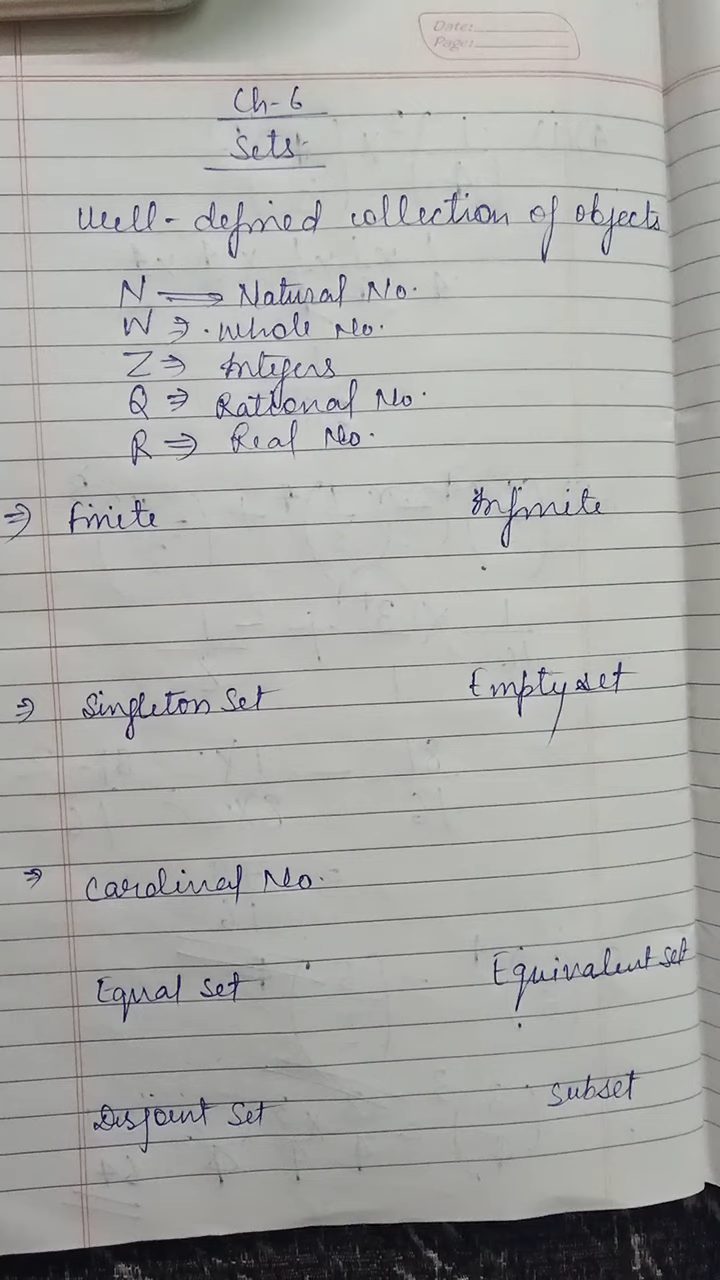 Date:
Page:
Ch-6
Sets
Well-defined collection of objects
N ⟹ Natural No.
W ⇒ Whole No.
Z ⇒ Integers
Q ⇒ Rational No.
R ⇒ Real No.
⇒ Finite Infinite
⇒ Singleton Set Empty set
⇒ Cardinal No.
Equal Set Equivalent set
Disjoint Set Subset